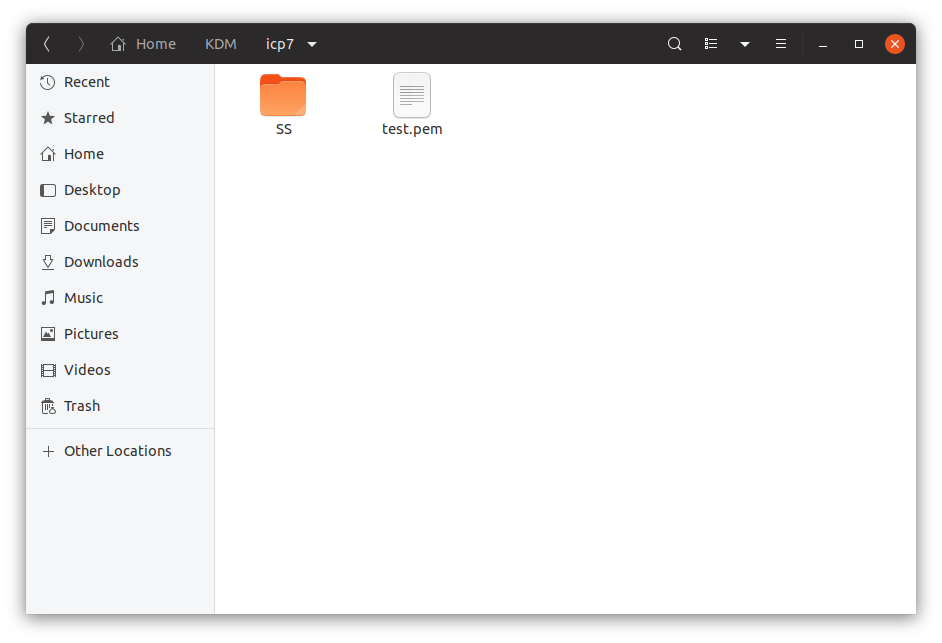 Home KDM icp7
Recent
Starred
Home
Desktop
Documents
Downloads
Music
Pictures
Videos
Trash
Other Locations
SS test.pem